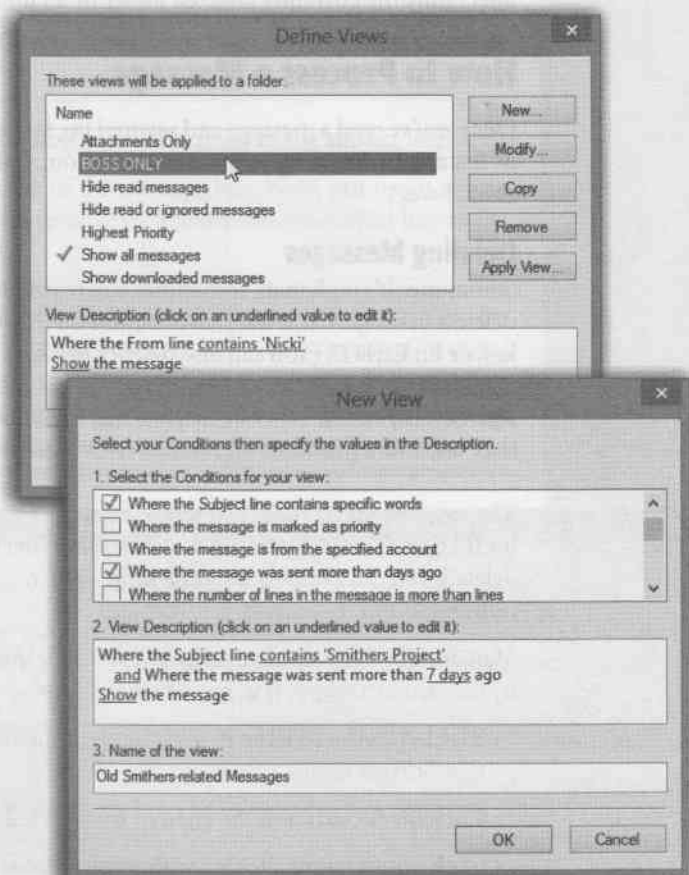 Define Views
These views will be applied to a folder:
Name
Attachments Only
BOSS ONLY
Hide read messages
Hide read or ignored messages
Highest Priority
Show all messages
Show downloaded messages
New...
Modify...
Copy
Remove
Apply View...
View Description (click on an underlined value to edit it):
Where the From line contains 'Nicki'
Show the message
New View
Select your Conditions then specify the values in the Description.
1. Select the Conditions for your view:
Where the Subject line contains specific words
Where the message is marked as priority
Where the message is from the specified account
Where the message was sent more than days ago
Where the number of lines in the message is more than lines
2. View Description (click on an underlined value to edit it):
Where the Subject line contains 'Smithers Project'
and Where the message was sent more than 7 days ago
Show the message
3. Name of the view:
Old Smithers-related Messages
OK
Cancel